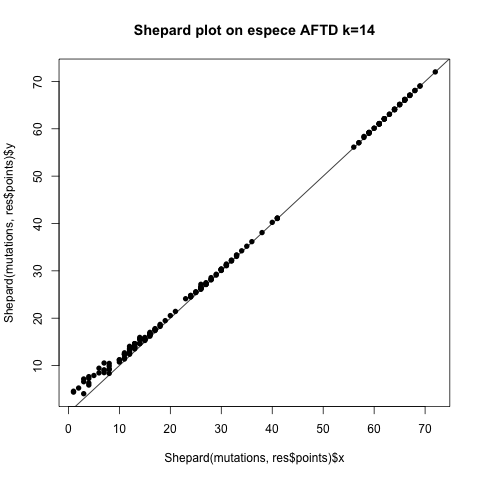 Shepard plot on espece AFTD k=14
70
60
50
40
30
20
10
Shepard(mutations, res$points)$y
0 10 20 30 40 50 60 70
Shepard(mutations, res$points)$x